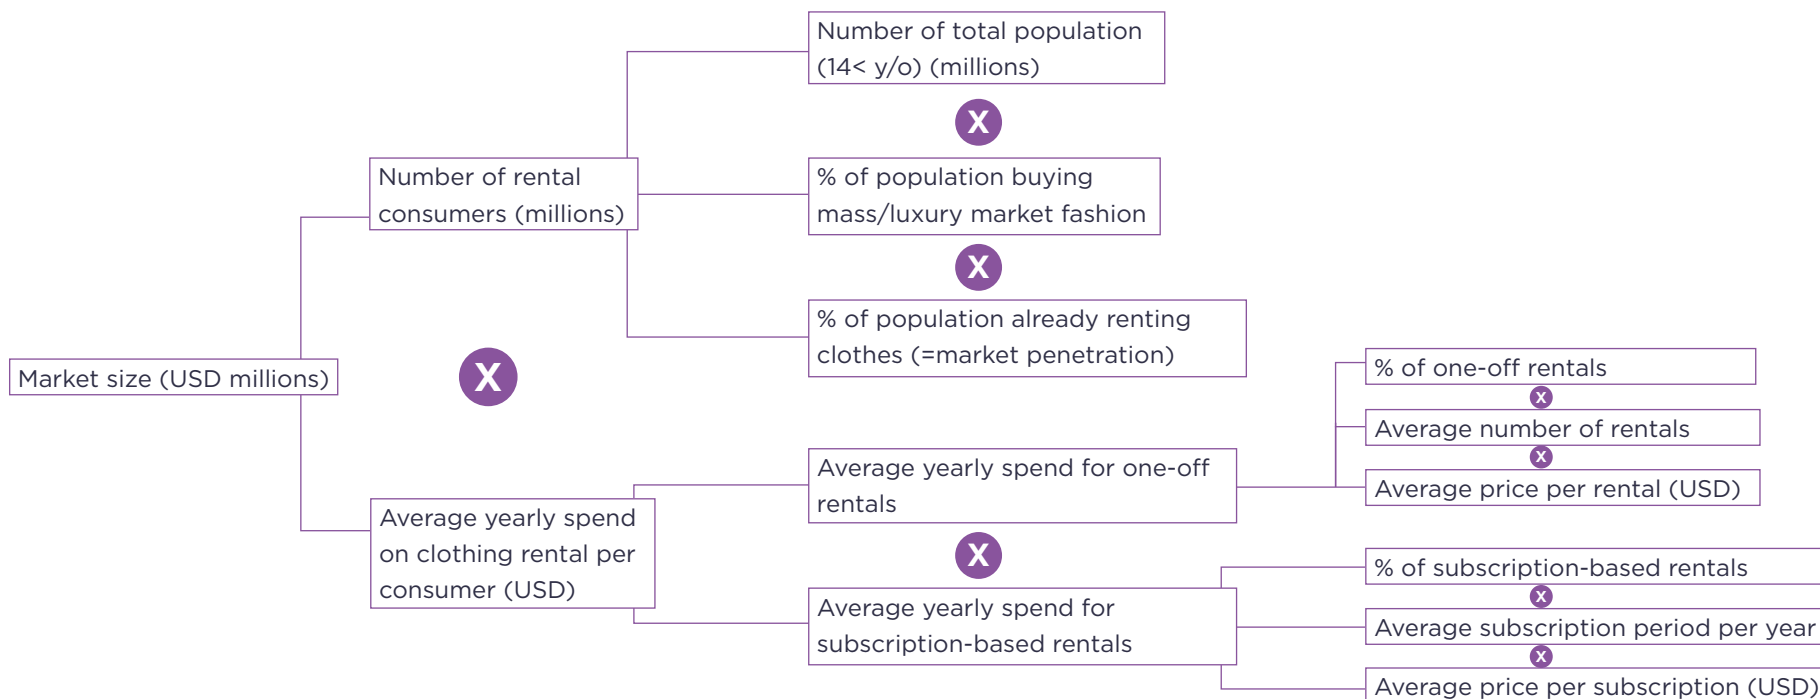 Number of total population
(14< y/o) (millions)
X
Number of rental
consumers (millions)
% of population buying
mass/luxury market fashion
X
% of population already renting
clothes (=market penetration)
Market size (USD millions)
X
% of one-off rentals
X
Average number of rentals
X
Average price per rental (USD)
Average yearly spend for one-off
rentals
Average yearly spend
on clothing rental per
consumer (USD)
X
Average yearly spend for
subscription-based rentals
% of subscription-based rentals
X
Average subscription period per year
X
Average price per subscription (USD)